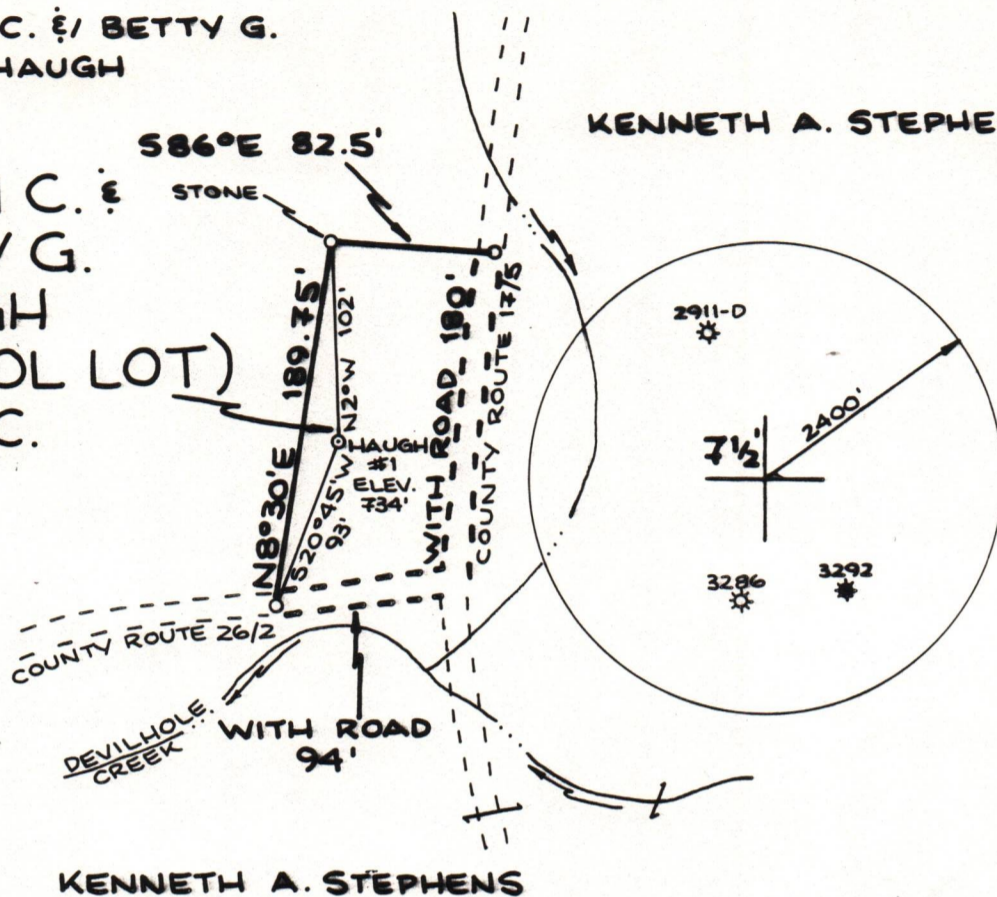 C. & BETTY G.
HAUGH
KENNETH A. STEPHE
S86°E 82.5'
STONE
C. &
G.
OL LOT)
C.
189.75'
N8°30'E
102'
N2°W
S20°45'W
93'
HAUGH
#1
ELEV.
734'
WITH ROAD 180'
COUNTY ROUTE 17/5
2911-D
2400'
7½'
3286
3292
COUNTY ROUTE 26/2
DEVILHOLE
CREEK
WITH ROAD
94'
KENNETH A. STEPHENS